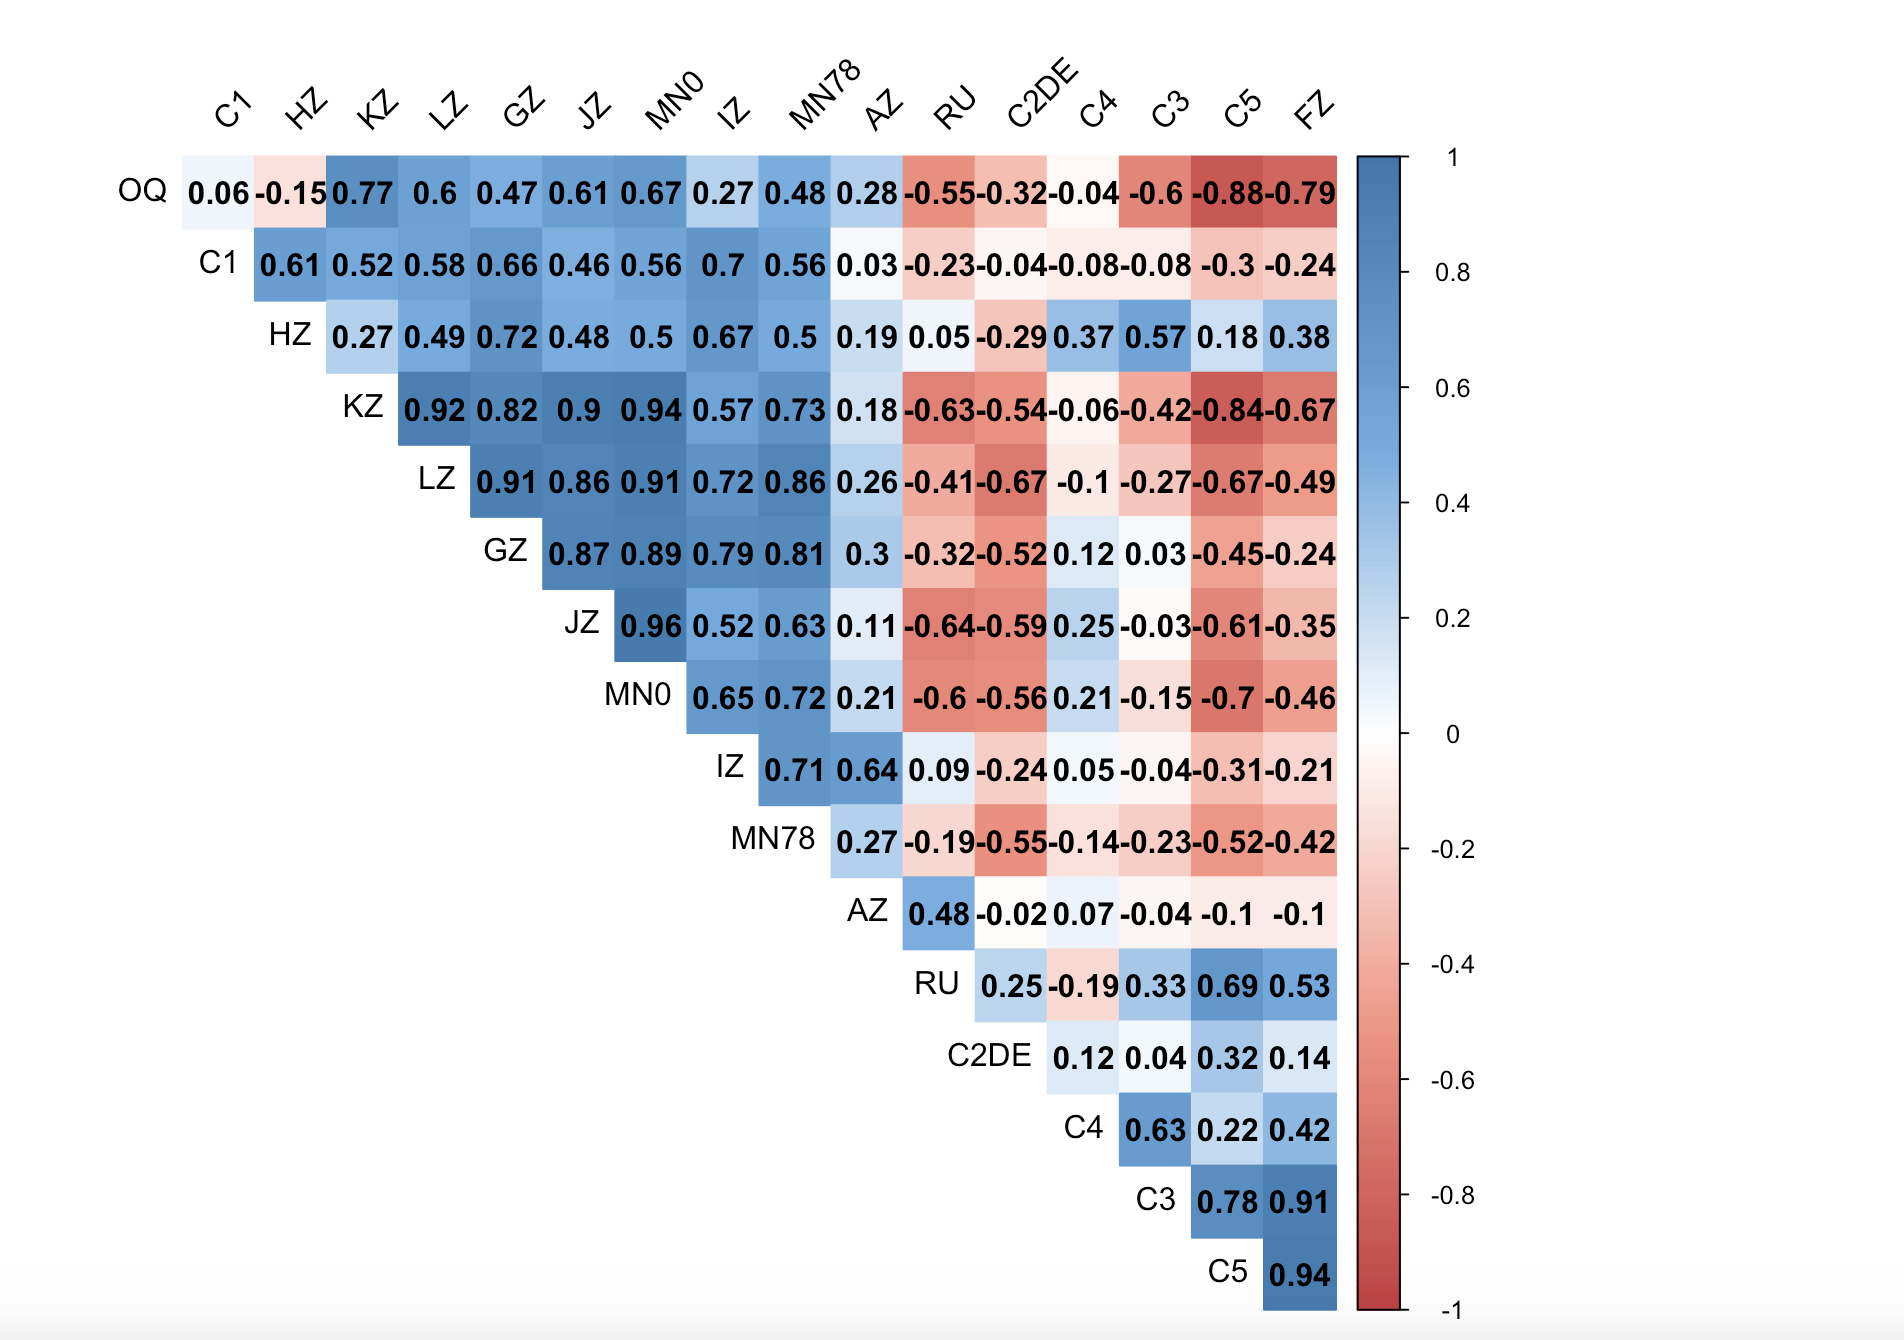 C1 HZ KZ LZ GZ JZ MN0 IZ MN78 AZ RU C2DE C4 C3 C5 FZ
OQ 0.06 -0.15 0.77 0.6 0.47 0.61 0.67 0.27 0.48 0.28 -0.55 -0.32 -0.04 -0.6 -0.88 -0.79
C1 0.61 0.52 0.58 0.66 0.46 0.56 0.7 0.56 0.03 -0.23 -0.04 -0.08 -0.08 -0.3 -0.24
HZ 0.27 0.49 0.72 0.48 0.5 0.67 0.5 0.19 0.05 -0.29 0.37 0.57 0.18 0.38
KZ 0.92 0.82 0.9 0.94 0.57 0.73 0.18 -0.63 -0.54 -0.06 -0.42 -0.84 -0.67
LZ 0.91 0.86 0.91 0.72 0.86 0.26 -0.41 -0.67 -0.1 -0.27 -0.67 -0.49
GZ 0.87 0.89 0.79 0.81 0.3 -0.32 -0.52 0.12 0.03 -0.45 -0.24
JZ 0.96 0.52 0.63 0.11 -0.64 -0.59 0.25 -0.03 -0.61 -0.35
MN0 0.65 0.72 0.21 -0.6 -0.56 0.21 -0.15 -0.7 -0.46
IZ 0.71 0.64 0.09 -0.24 0.05 -0.04 -0.31 -0.21
MN78 0.27 -0.19 -0.55 -0.14 -0.23 -0.52 -0.42
AZ 0.48 -0.02 0.07 -0.04 -0.1 -0.1
RU 0.25 -0.19 0.33 0.69 0.53
C2DE 0.12 0.04 0.32 0.14
C4 0.63 0.22 0.42
C3 0.78 0.91
C5 0.94
1
0.8
0.6
0.4
0.2
0
-0.2
-0.4
-0.6
-0.8
-1